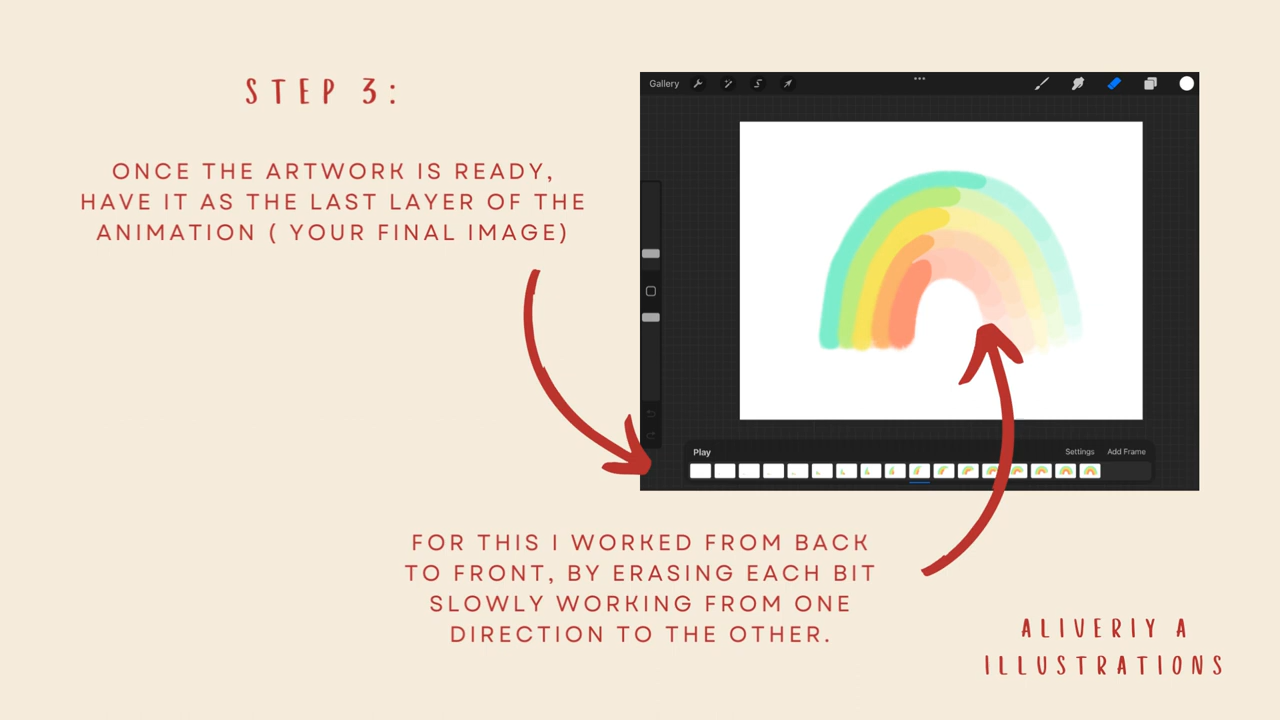 STEP 3:
ONCE THE ARTWORK IS READY,
HAVE IT AS THE LAST LAYER OF THE
ANIMATION ( YOUR FINAL IMAGE)
Gallery
Play
Settings
Add Frame
FOR THIS I WORKED FROM BACK
TO FRONT, BY ERASING EACH BIT
SLOWLY WORKING FROM ONE
DIRECTION TO THE OTHER.
ALIVERIY A
ILLUSTRATIONS